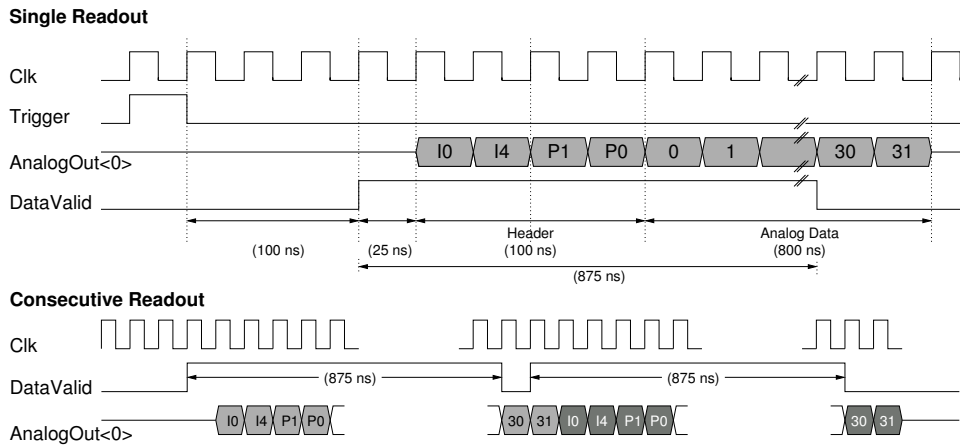 Single Readout
Clk
Trigger
AnalogOut<0>
I0 I4 P1 P0 0 1 30 31
DataValid
(100 ns) (25 ns) Header (100 ns) Analog Data (800 ns)
(875 ns)
Consecutive Readout
Clk
DataValid
(875 ns) (875 ns)
AnalogOut<0>
I0 I4 P1 P0 30 31 I0 I4 P1 P0 30 31